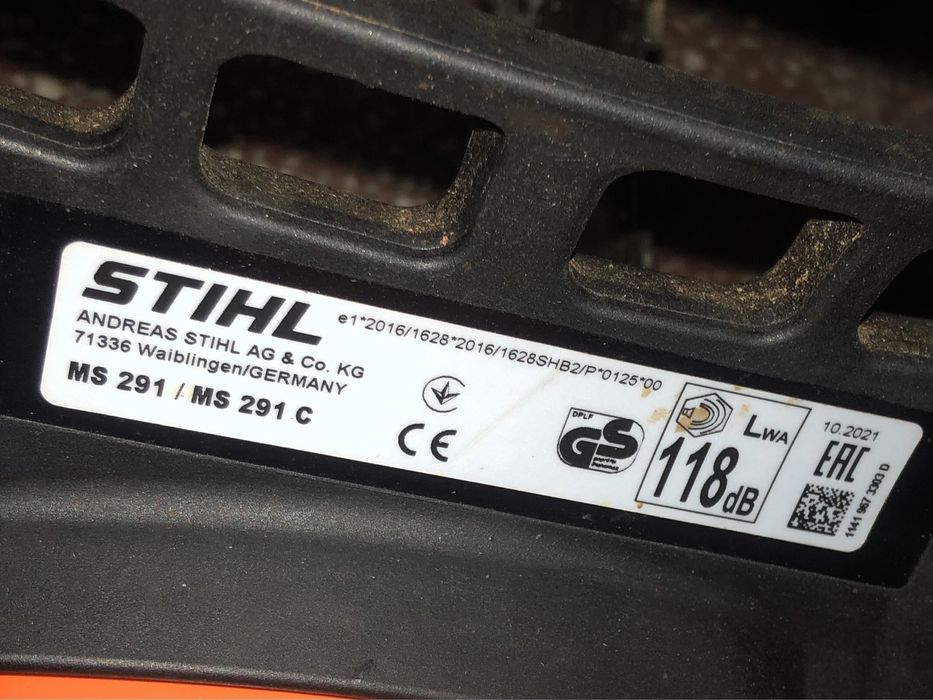 STIHL
ANDREAS STIHL AG & Co. KG
71336 Waiblingen/GERMANY
MS 291 / MS 291 C
e1*2016/1628*2016/1628SHB2/P*0125*00
CE
DPLF
GS
LWA
118dB
10.2021
EAC
1141 967 3303 D